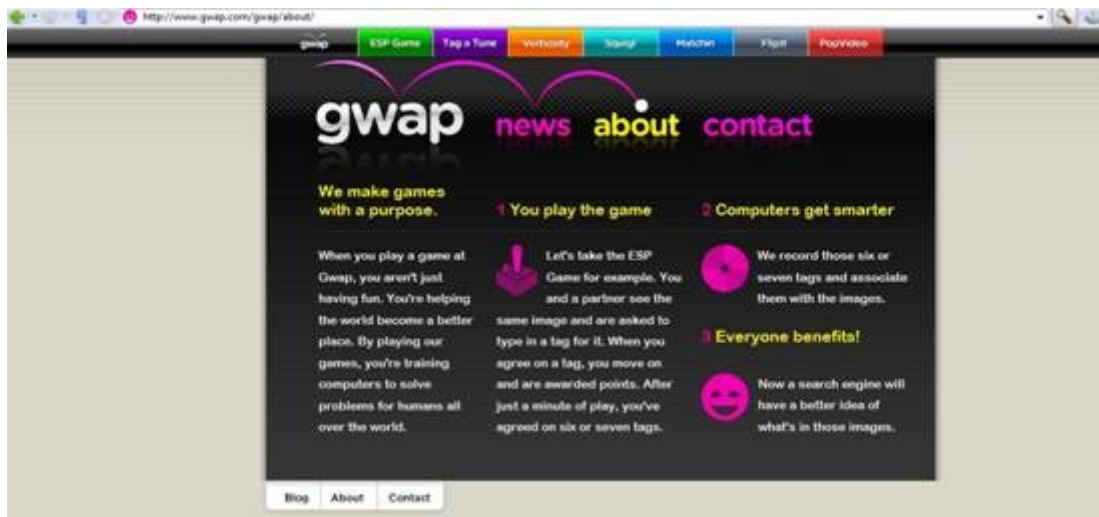 http://www.gwap.com/gwap/about/
gwap ESP Game Tag a Tune Verbosity Squigl Matchin Flipit PopVideo
gwap news about contact
We make games
with a purpose.
When you play a game at
Gwap, you aren't just
having fun. You're helping
the world become a better
place. By playing our
games, you're training
computers to solve
problems for humans all
over the world.
1 You play the game
Let's take the ESP
Game for example. You
and a partner see the
same image and are asked to
type in a tag for it. When you
agree on a tag, you move on
and are awarded points. After
just a minute of play, you've
agreed on six or seven tags.
2 Computers get smarter
We record those six or
seven tags and associate
them with the images.
3 Everyone benefits!
Now a search engine will
have a better idea of
what's in those images.
Blog About Contact